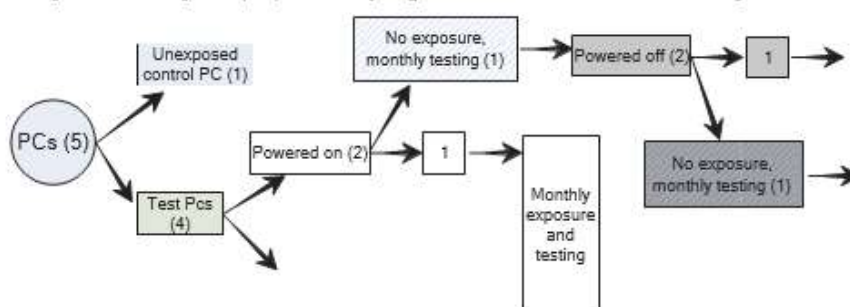 Unexposed
control PC (1)
PCs (5)
Test Pcs
(4)
Powered on (2)
No exposure,
monthly testing (1)
1
Monthly
exposure
and
testing
Powered off (2)
1
No exposure,
monthly testing (1)